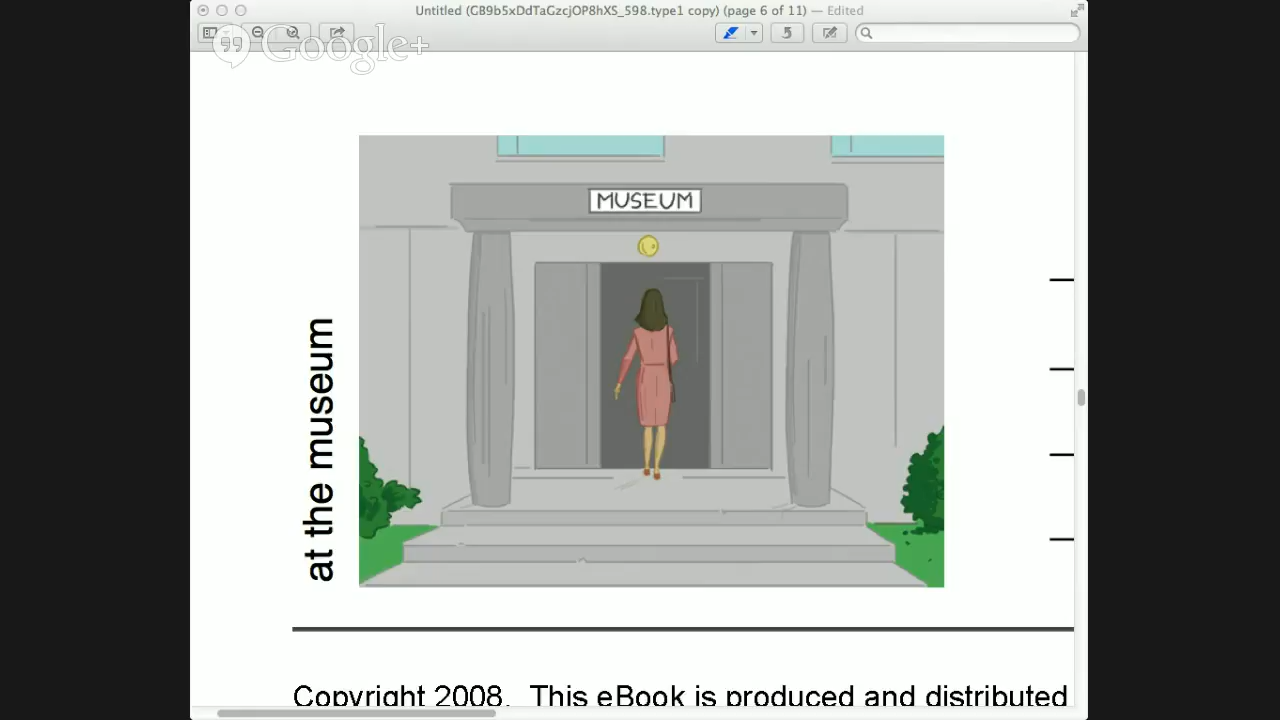 Untitled (GB9b5xDdTaGzcjOP8hXS_598.type1 copy) (page 6 of 11) — Edited
Google+
MUSEUM
at the museum
Copyright 2008. This eBook is produced and distributed